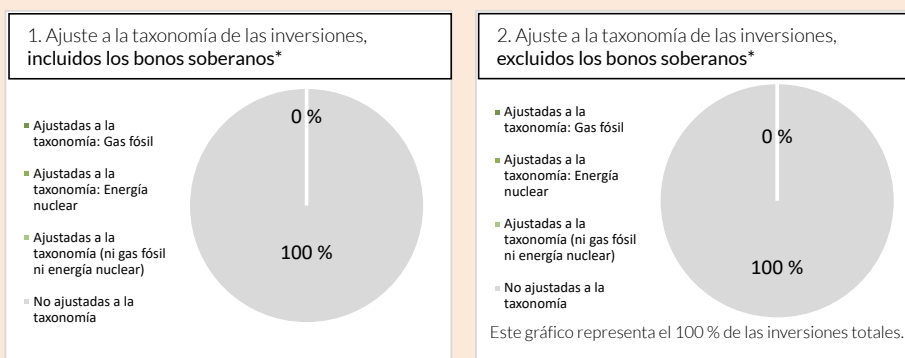 1. Ajuste a la taxonomía de las inversiones,
incluidos los bonos soberanos*
Ajustadas a la
taxonomía: Gas fósil
Ajustadas a la
taxonomía: Energía
nuclear
Ajustadas a la
taxonomía (ni gas fósil
ni energía nuclear)
No ajustadas a la
taxonomía
0 %
100 %
2. Ajuste a la taxonomía de las inversiones,
excluidos los bonos soberanos*
Ajustadas a la
taxonomía: Gas fósil
Ajustadas a la
taxonomía: Energía
nuclear
Ajustadas a la
taxonomía (ni gas fósil
ni energía nuclear)
No ajustadas a la
taxonomía
0 %
100 %
Este gráfico representa el 100 % de las inversiones totales.